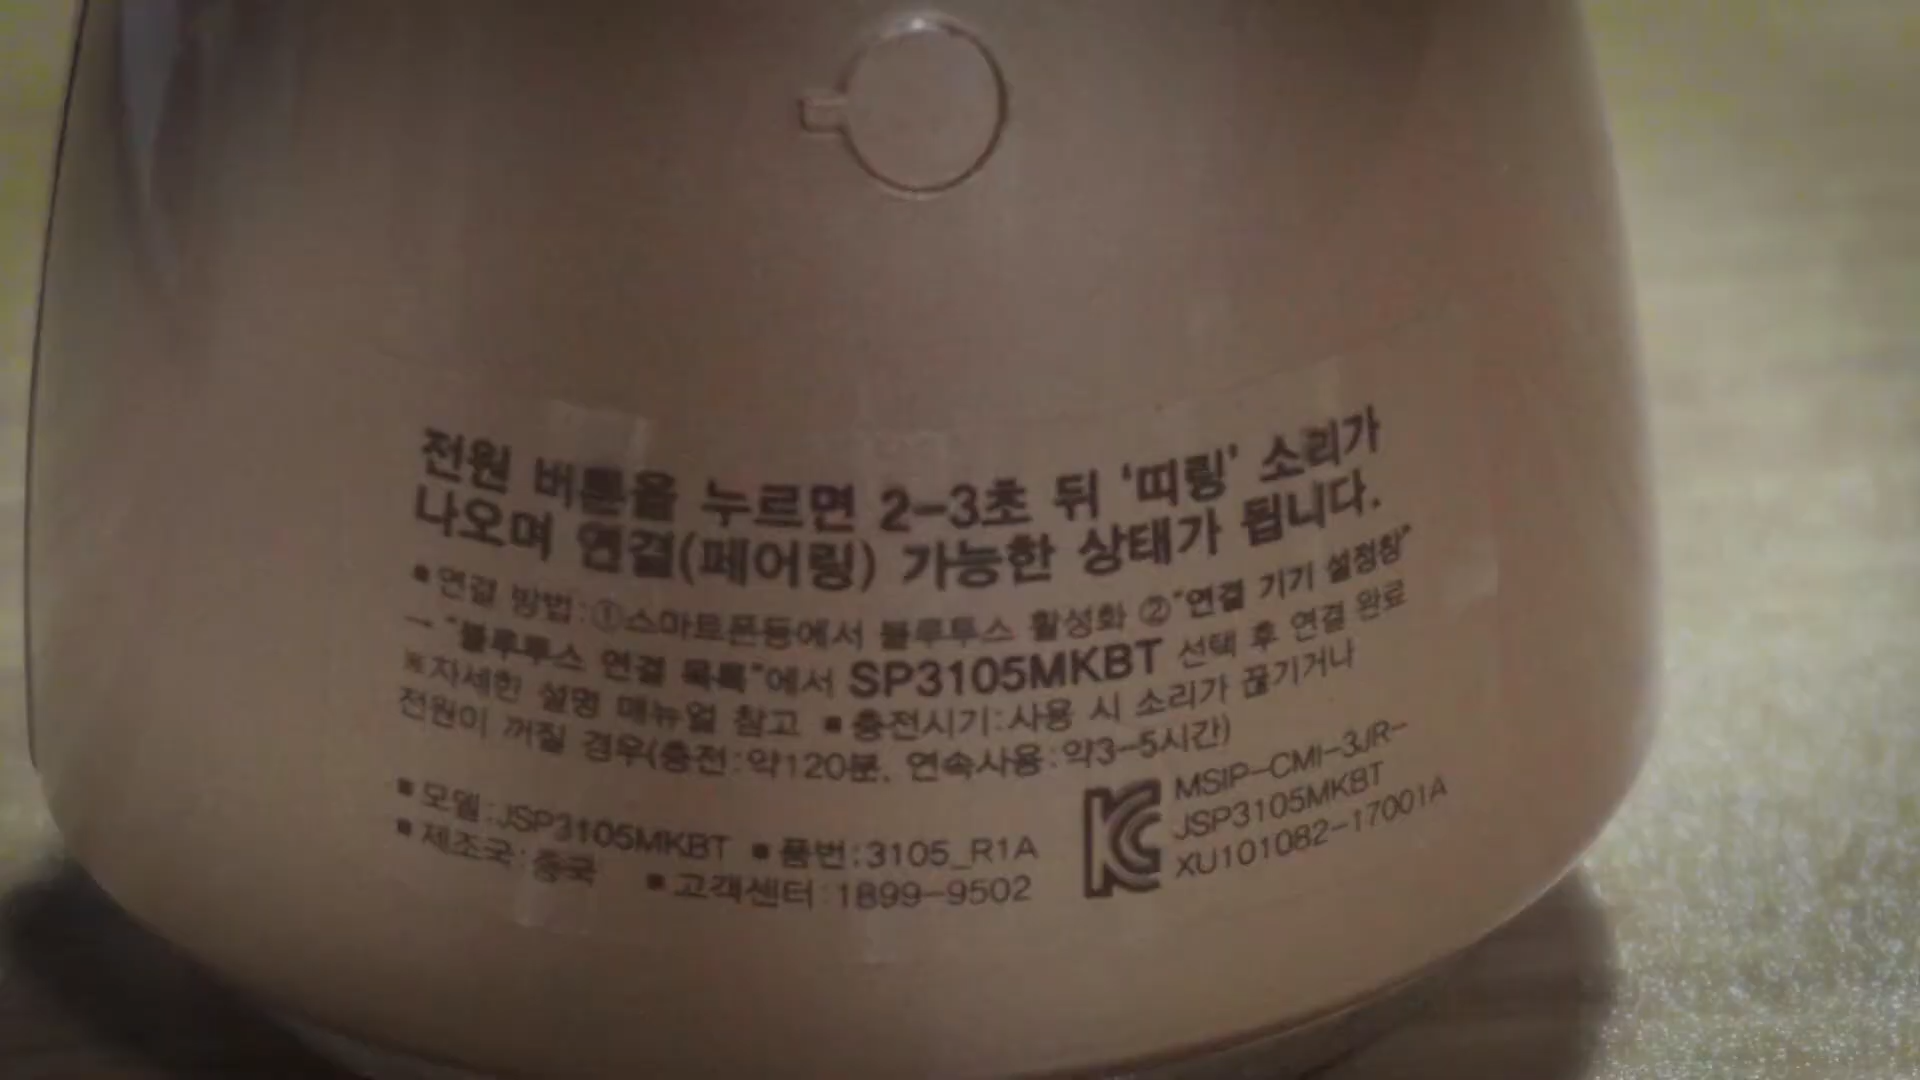 전원 버튼을 누르면 2-3초 뒤 '띠링' 소리가
나오며 연결(페어링) 가능한 상태가 됩니다.
■연결 방법:①스마트폰등에서 블루투스 활성화 ②"연결 기기 설정창"
→ "블루투스 연결 목록"에서 SP3105MKBT 선택 후 연결 완료
※자세한 설명 매뉴얼 참고 ■충전시기:사용 시 소리가 끊기거나
전원이 꺼질 경우(충전:약120분, 연속사용:약3-5시간)
■모델:JSP3105MKBT ■품번:3105_R1A
■제조국:중국 ■고객센터:1899-9502
MSIP-CMI-3JR-
JSP3105MKBT
XU101082-17001A